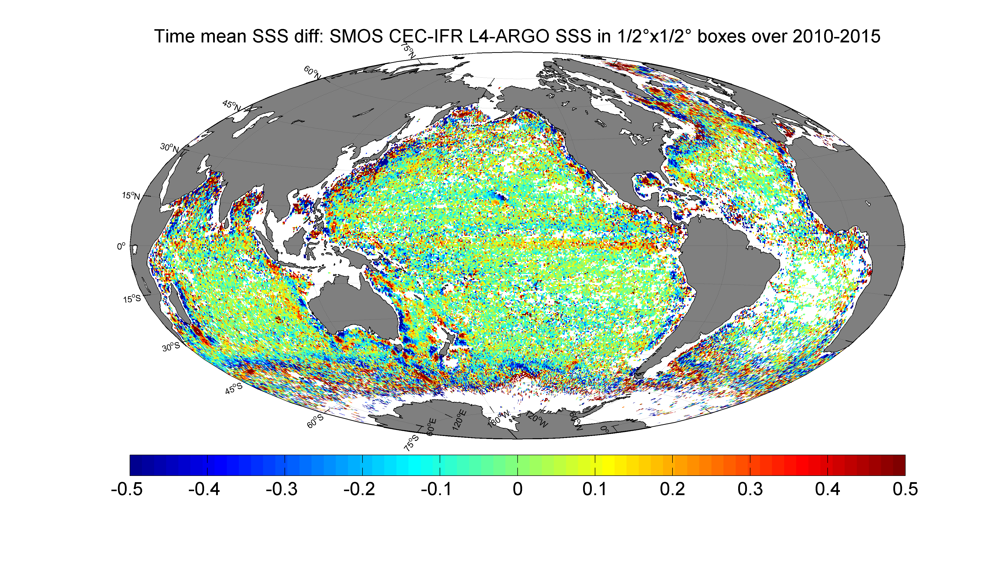 Time mean SSS diff: SMOS CEC-IFR L4-ARGO SSS in 1/2°x1/2° boxes over 2010-2015
75°N
60°N
45°N
30°N
15°N
0°
15°S
30°S
45°S
60°S
75°S
60°E
120°E
180°W
120°W
60°W
0°
-0.5 -0.4 -0.3 -0.2 -0.1 0 0.1 0.2 0.3 0.4 0.5